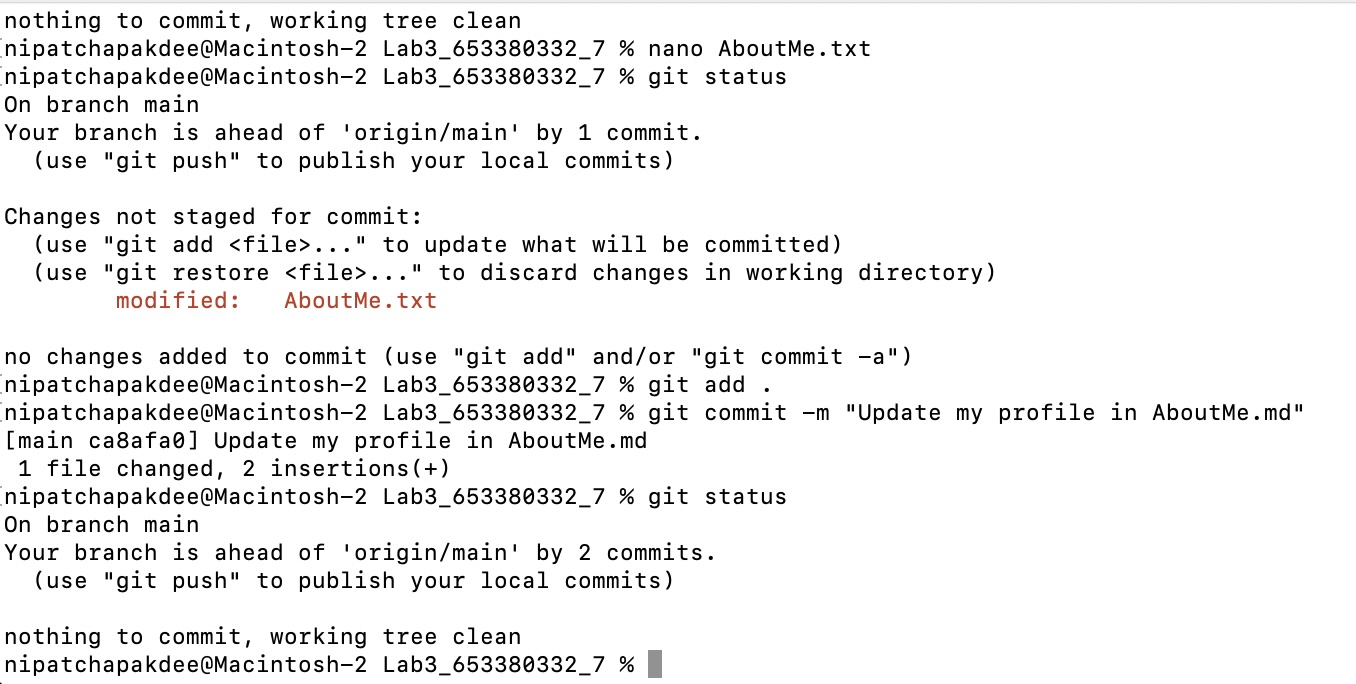 nothing to commit, working tree clean
[nipatchapakdee@Macintosh-2 Lab3_653380332_7 % nano AboutMe.txt
[nipatchapakdee@Macintosh-2 Lab3_653380332_7 % git status
On branch main
Your branch is ahead of 'origin/main' by 1 commit.
  (use "git push" to publish your local commits)

Changes not staged for commit:
  (use "git add <file>..." to update what will be committed)
  (use "git restore <file>..." to discard changes in working directory)
        modified:   AboutMe.txt

no changes added to commit (use "git add" and/or "git commit -a")
[nipatchapakdee@Macintosh-2 Lab3_653380332_7 % git add .
[nipatchapakdee@Macintosh-2 Lab3_653380332_7 % git commit -m "Update my profile in AboutMe.md"
[main ca8afa0] Update my profile in AboutMe.md
 1 file changed, 2 insertions(+)
[nipatchapakdee@Macintosh-2 Lab3_653380332_7 % git status
On branch main
Your branch is ahead of 'origin/main' by 2 commits.
  (use "git push" to publish your local commits)

nothing to commit, working tree clean
nipatchapakdee@Macintosh-2 Lab3_653380332_7 %